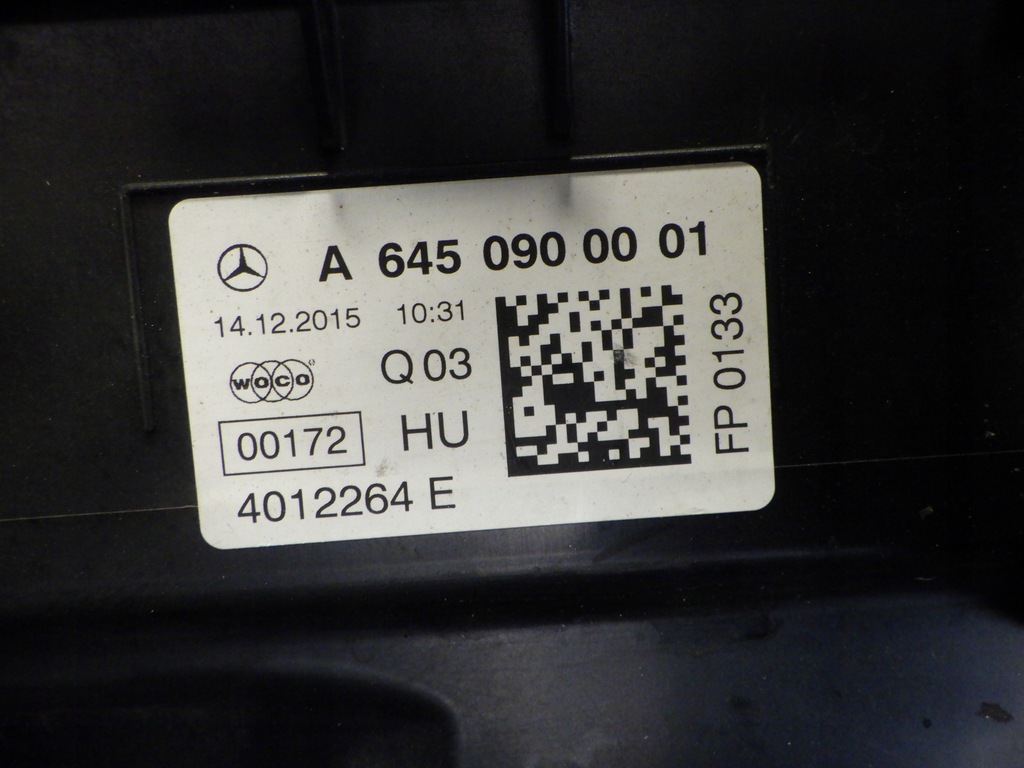 A 645 090 00 01
14.12.2015 10:31
WOCO® Q 03
00172 HU
4012264 E
FP 0133